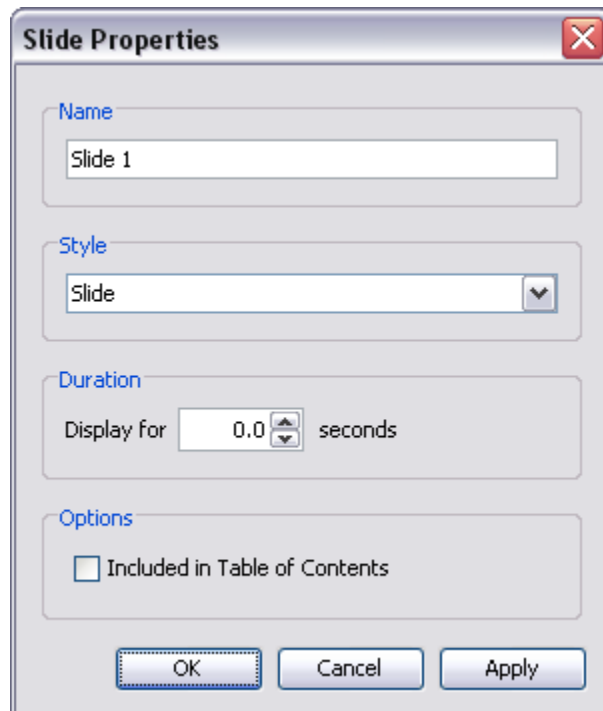 Slide Properties
Name
Slide 1
Style
Slide
Duration
Display for 0.0 seconds
Options
Included in Table of Contents
OK Cancel Apply